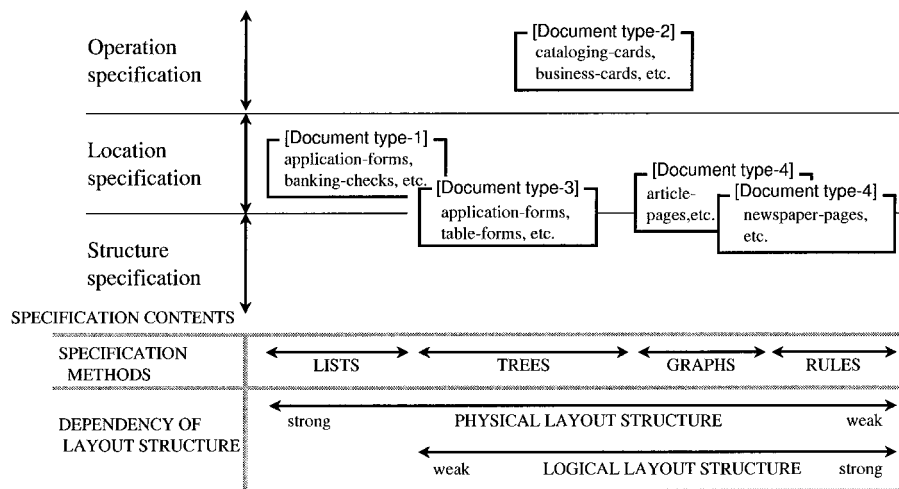 Operation
specification
[Document type-2]
cataloging-cards,
business-cards, etc.
Location
specification
[Document type-1]
application-forms,
banking-checks, etc.
[Document type-3]
application-forms,
table-forms, etc.
[Document type-4]
article-
pages,etc.
[Document type-4]
newspaper-pages,
etc.
Structure
specification
SPECIFICATION CONTENTS
SPECIFICATION
METHODS
LISTS
TREES
GRAPHS
RULES
DEPENDENCY OF
LAYOUT STRUCTURE
strong
PHYSICAL LAYOUT STRUCTURE
weak
weak
LOGICAL LAYOUT STRUCTURE
strong